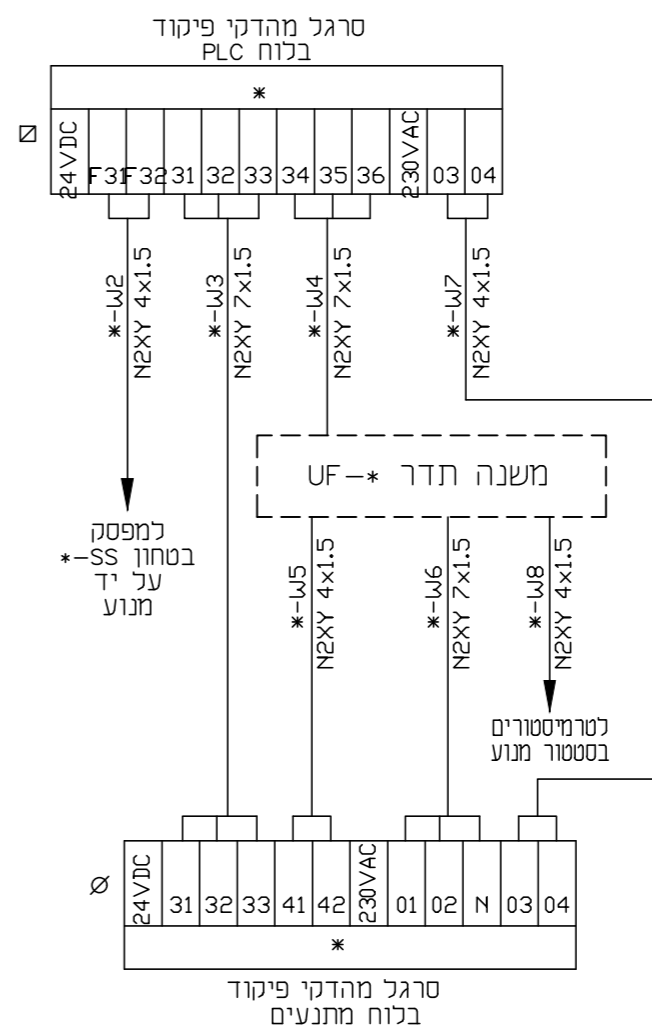 סרגל מהדקי פיקוד
בלוח PLC
*
24VDC F31 F32 31 32 33 34 35 36 230VAC 03 04
*-W2
N2XY 4x1.5
*-W3
N2XY 7x1.5
*-W4
N2XY 7x1.5
*-W7
N2XY 4x1.5
משנה תדר UF-*
למפסק
בטחון SS-*
על יד
מנוע
*-W5
N2XY 4x1.5
*-W6
N2XY 7x1.5
*-W8
N2XY 4x1.5
לטרמיסטורים
בסטטור מנוע
24VDC 31 32 33 41 42 230VAC 01 02 N 03 04
*
סרגל מהדקי פיקוד
בלוח מתנעים